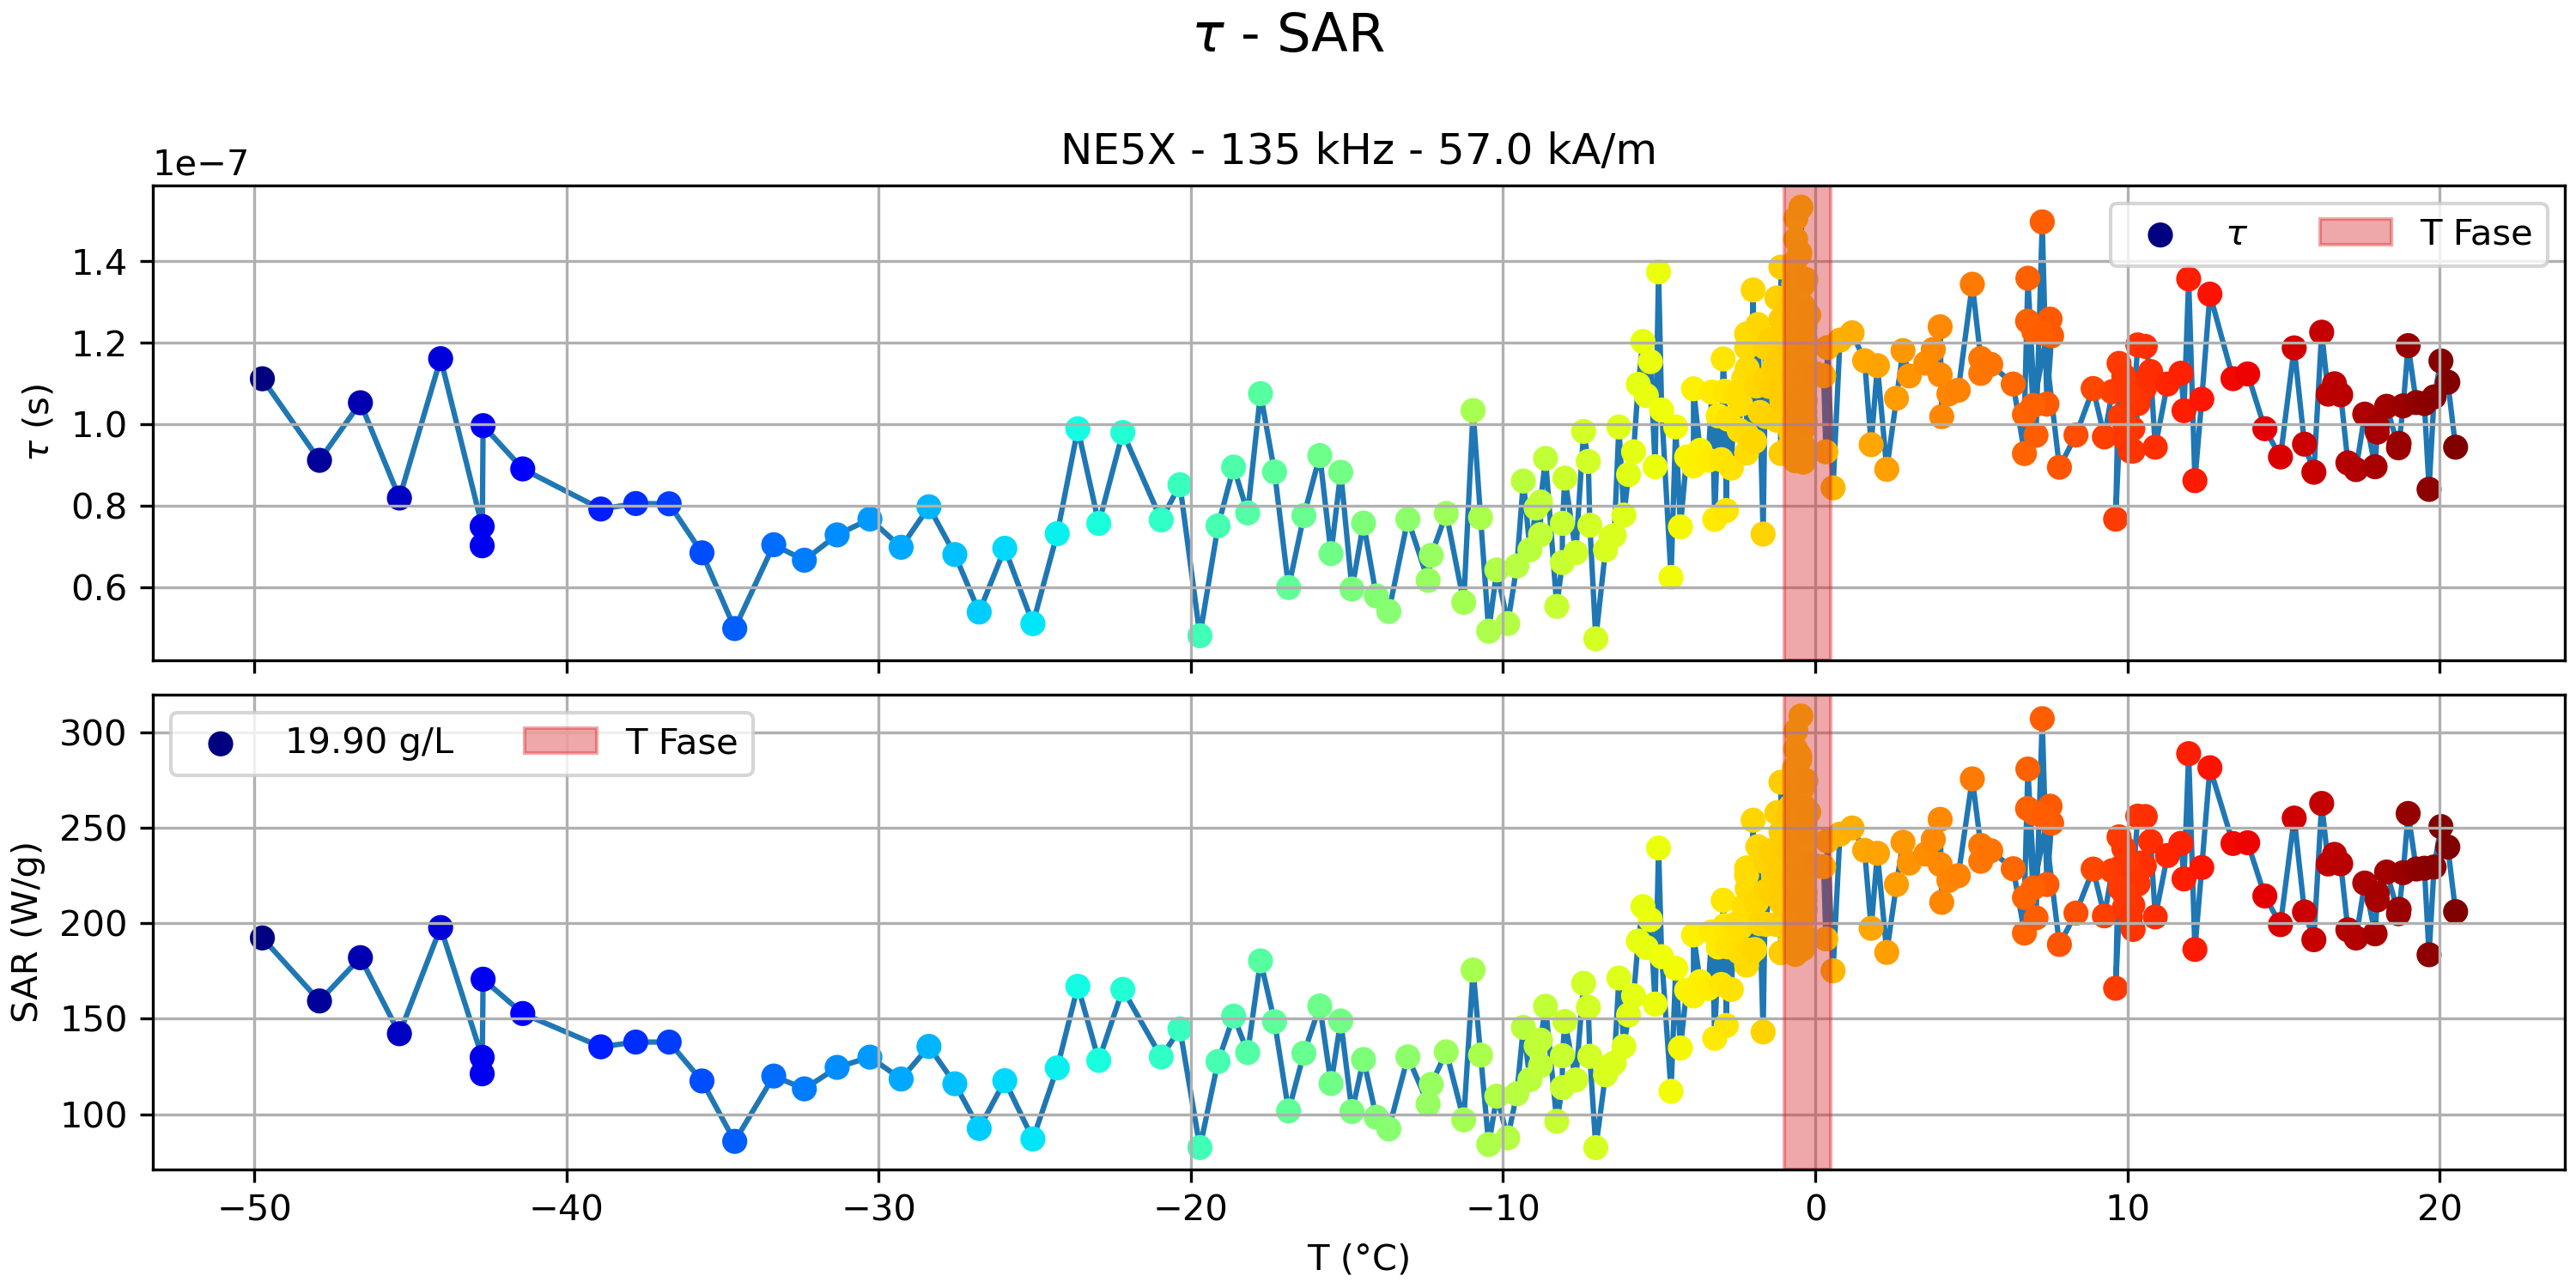 τ - SAR
NE5X - 135 kHz - 57.0 kA/m
1e−7
τ T Fase
1.4
1.2
1.0
0.8
0.6
τ (s)
19.90 g/L T Fase
300
250
200
150
100
SAR (W/g)
−50 −40 −30 −20 −10 0 10 20
T (°C)